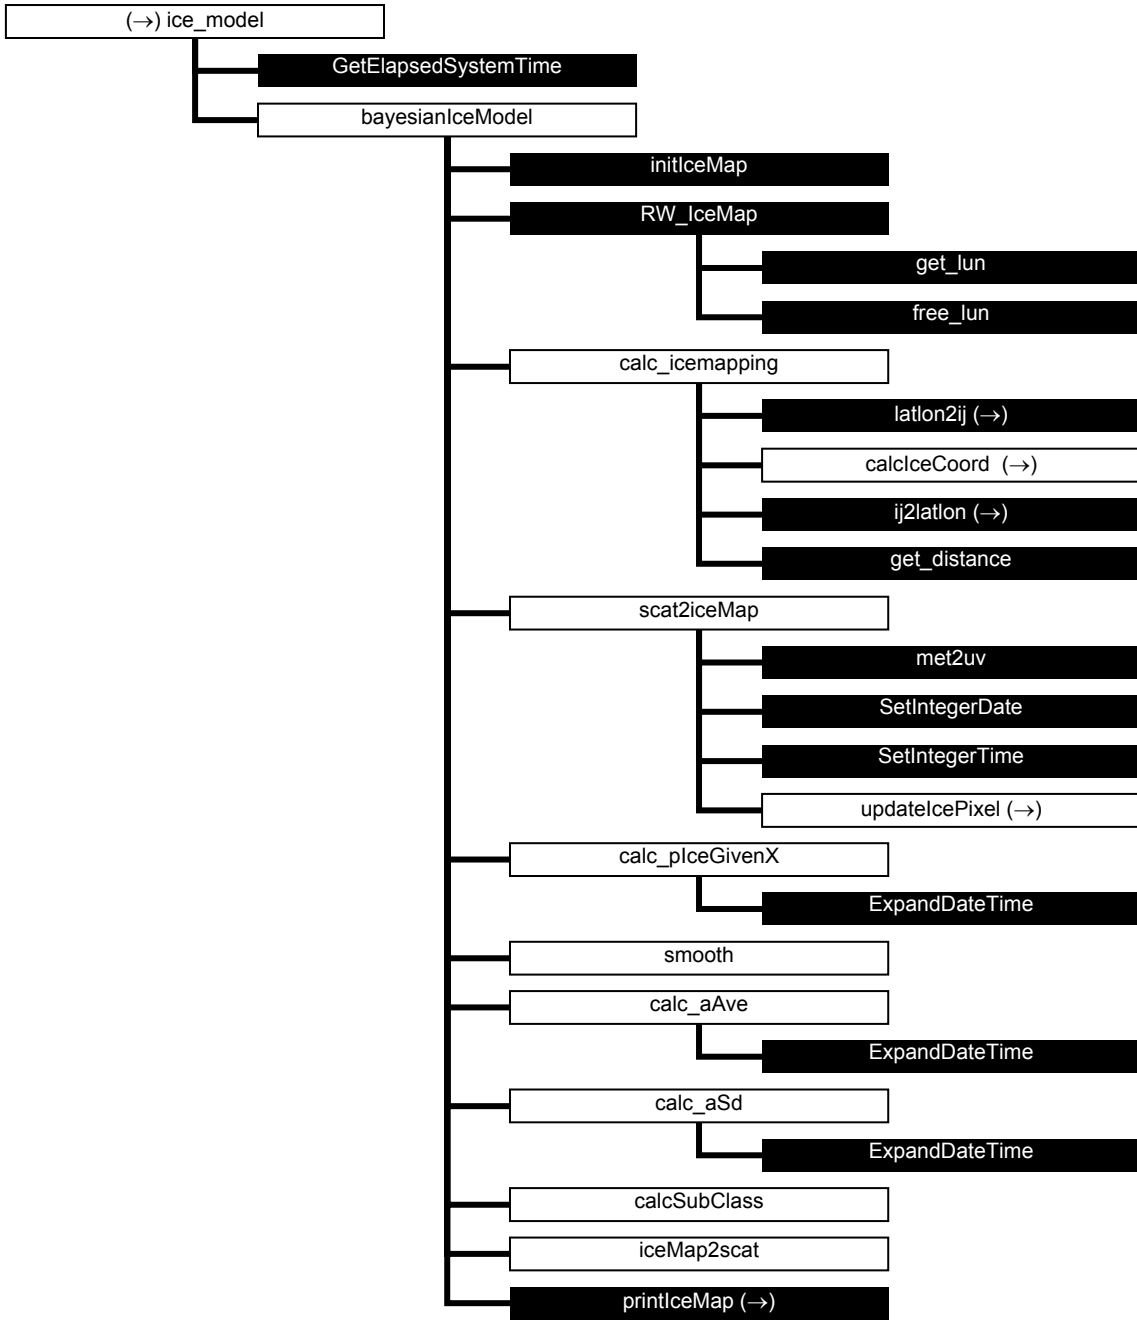 (→) ice_model
GetElapsedSystemTime
bayesianIceModel
initIceMap
RW_IceMap
get_lun
free_lun
calc_icemapping
latlon2ij (→)
calcIceCoord (→)
ij2latlon (→)
get_distance
scat2iceMap
met2uv
SetIntegerDate
SetIntegerTime
updateIcePixel (→)
calc_pIceGivenX
ExpandDateTime
smooth
calc_aAve
ExpandDateTime
calc_aSd
ExpandDateTime
calcSubClass
iceMap2scat
printIceMap (→)